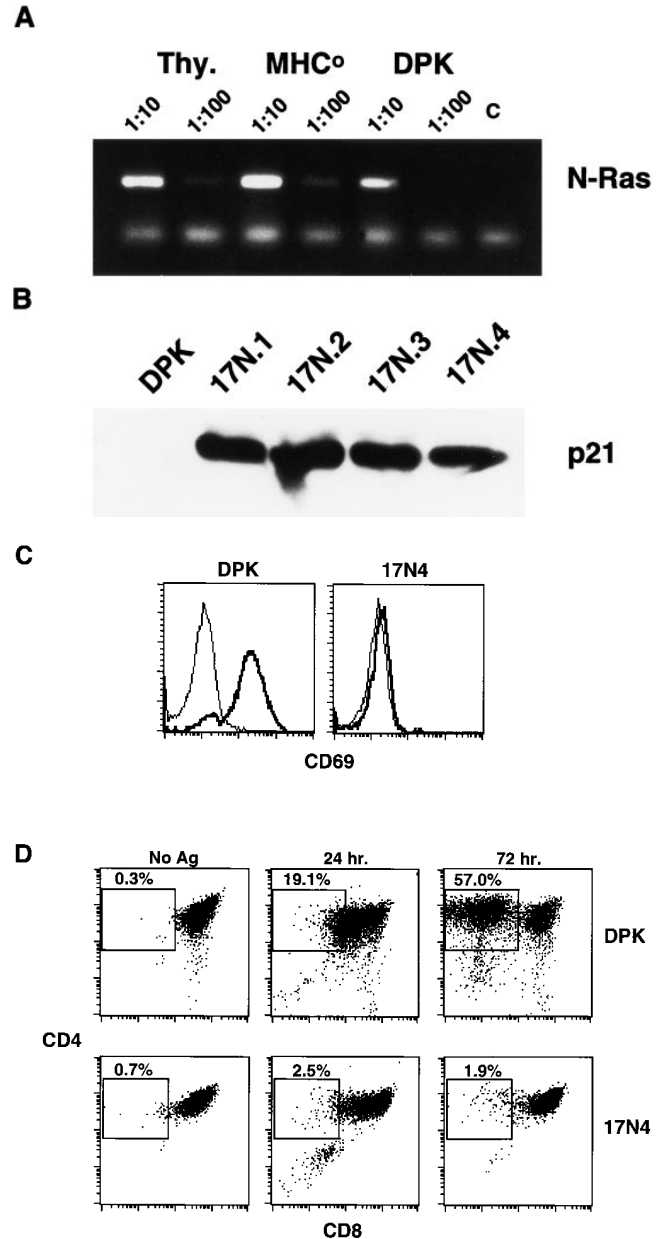 A
Thy. MHCº DPK
1:10 1:100 1:10 1:100 1:10 1:100 C
N-Ras
B
DPK 17N.1 17N.2 17N.3 17N.4
p21
C
DPK 17N4
CD69
D
No Ag 24 hr. 72 hr.
0.3% 19.1% 57.0%
DPK
CD4
0.7% 2.5% 1.9%
17N4
CD8